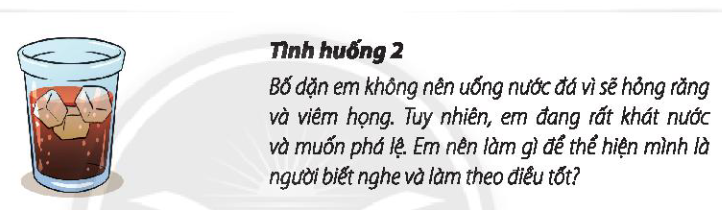 Tình huống 2
Bố dặn em không nên uống nước đá vì sẽ hỏng răng
và viêm họng. Tuy nhiên, em đang rất khát nước
và muốn phá lệ. Em nên làm gì để thể hiện mình là
người biết nghe và làm theo điều tốt?